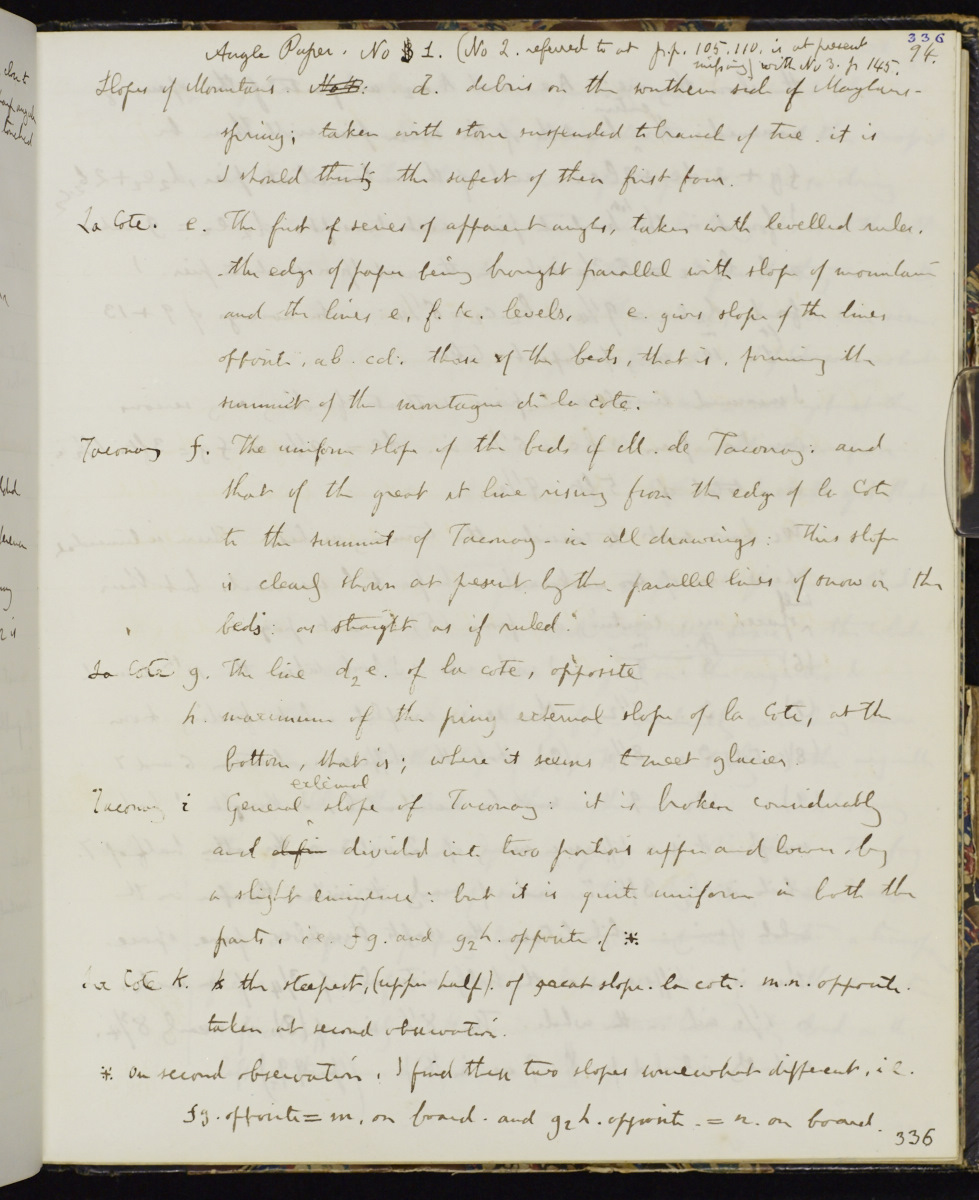 336
Angle Paper. No 1. (No 2. referred to at p.p. 105. 110. is at present 94.
missing) with No 3. p 145.
Slopes of Mountains. d. debris on the southern side of Maglans-
spring; taken with stone suspended to branch of tree. it is
I should think the safest of these first four.
La Cote. e. The first of series of apparent angles, taken with levelled ruler.
the edge of paper being brought parallel with slope of mountain
and the lines e, f. &c. levels. e. gives slope of the lines
opposite, ab. cd: those of the beds, that is, forming the
summit of the montagne de la cote.
Taconay f. The uniform slope of the beds of M. de Taconay: and
that of the great st line rising from the edge of la Cote
to the summit of Taconay - in all drawings: this slope
is clearly shown at present by the parallel lines of snow on the
beds: as straight as if ruled.
La Cote g. The line d2 e. of la cote, opposite
h. maximum of the piny external slope of la Cote, at the
bottom, that is; where it seems to meet glacier.
external
Taconay i General slope of Taconay: it is broken considerably
and divided into two portions upper and lower by
a slight eminence: but it is quite uniform in both the
parts. i.e. fg. and g2 h. opposite. ( *
La Cote k. the steepest, (upper half). of great slope. la cote. m.n. opposite.
taken at second observation.
* On second observation, I find these two slopes somewhat different, i e.
fg. opposite = m. on board. and g2 h. opposite. = n. on board.
336